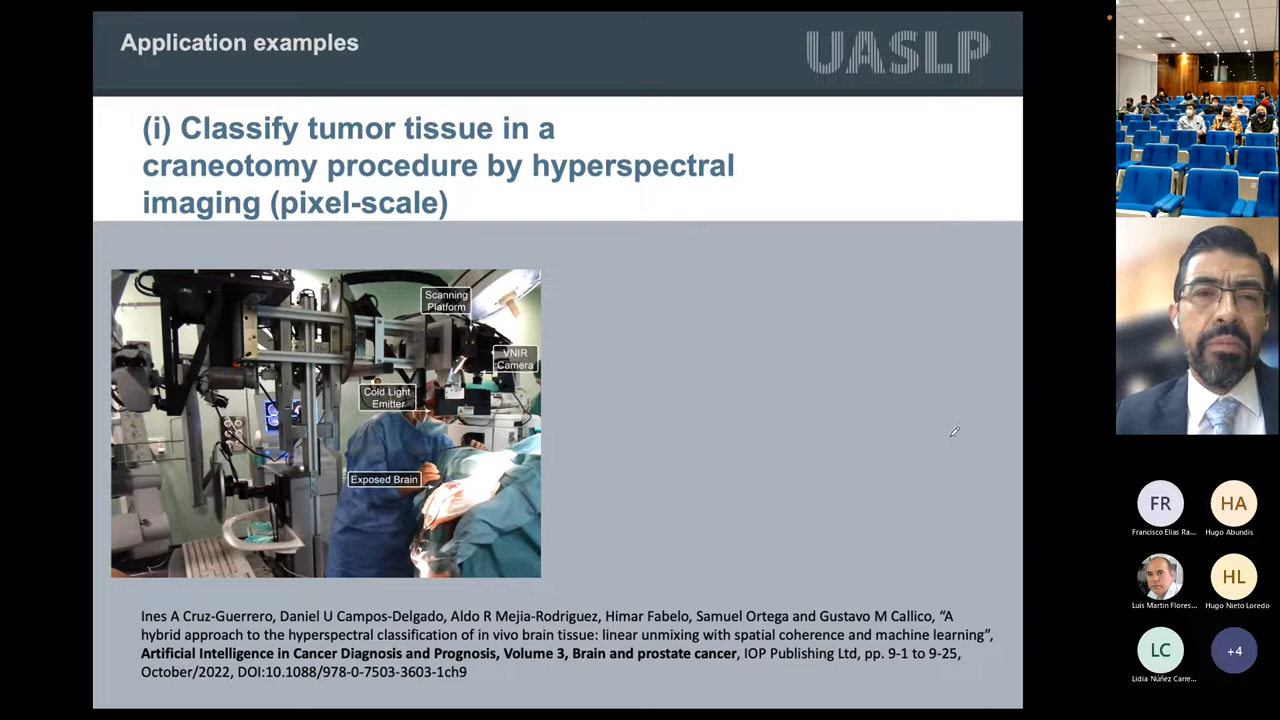 Application examples
UASLP
(i) Classify tumor tissue in a
craneotomy procedure by hyperspectral
imaging (pixel-scale)
Scanning
Platform
VNIR
Camera
Cold Light
Emitter
Exposed Brain
Ines A Cruz-Guerrero, Daniel U Campos-Delgado, Aldo R Mejia-Rodriguez, Himar Fabelo, Samuel Ortega and Gustavo M Callico, “A
hybrid approach to the hyperspectral classification of in vivo brain tissue: linear unmixing with spatial coherence and machine learning”,
Artificial Intelligence in Cancer Diagnosis and Prognosis, Volume 3, Brain and prostate cancer, IOP Publishing Ltd, pp. 9-1 to 9-25,
October/2022, DOI:10.1088/978-0-7503-3603-1ch9
FR
HA
Francisco Elias Ra...
Hugo Abundis
HL
Luis Martin Flores...
Hugo Nieto Loredo
LC
+4
Lidia Núñez Carre...